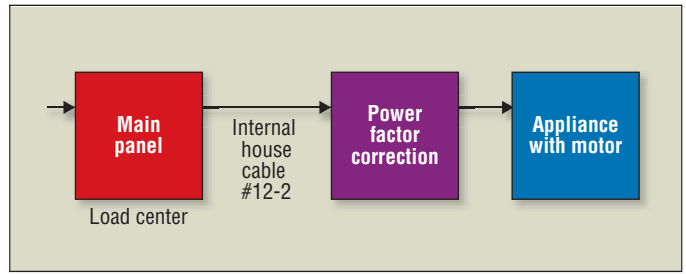 Main
panel
Load center
Internal
house
cable
#12-2
Power
factor
correction
Appliance
with motor